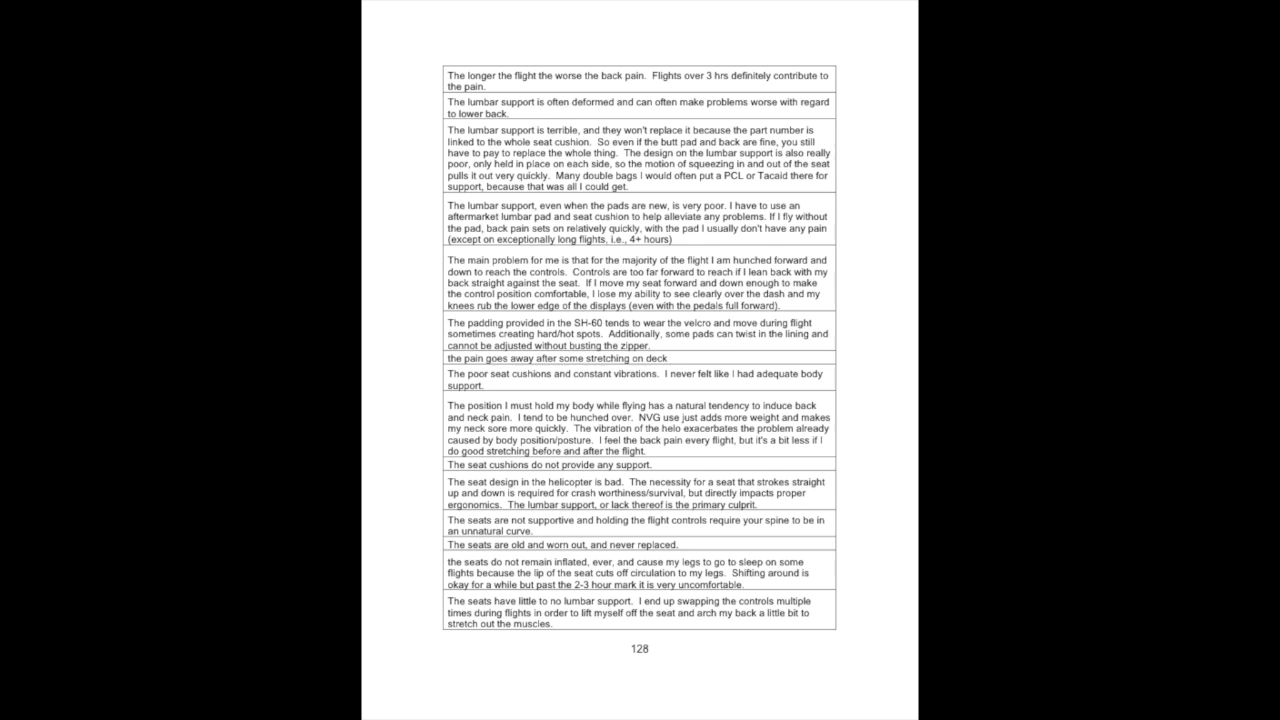 The longer the flight the worse the back pain.  Flights over 3 hrs definitely contribute to
the pain.
The lumbar support is often deformed and can often make problems worse with regard
to lower back.
The lumbar support is terrible, and they won't replace it because the part number is
linked to the whole seat cushion.  So even if the butt pad and back are fine, you still
have to pay to replace the whole thing.  The design on the lumbar support is also really
poor, only held in place on each side, so the motion of squeezing in and out of the seat
pulls it out very quickly.  Many double bags I would often put a PCL or Tacaid there for
support, because that was all I could get.
The lumbar support, even when the pads are new, is very poor. I have to use an
aftermarket lumbar pad and seat cushion to help alleviate any problems. If I fly without
the pad, back pain sets on relatively quickly, with the pad I usually don't have any pain
(except on exceptionally long flights, i.e., 4+ hours)
The main problem for me is that for the majority of the flight I am hunched forward and
down to reach the controls.  Controls are too far forward to reach if I lean back with my
back straight against the seat.  If I move my seat forward and down enough to make
the control position comfortable, I lose my ability to see clearly over the dash and my
knees rub the lower edge of the displays (even with the pedals full forward).
The padding provided in the SH-60 tends to wear the velcro and move during flight
sometimes creating hard/hot spots.  Additionally, some pads can twist in the lining and
cannot be adjusted without busting the zipper.
the pain goes away after some stretching on deck
The poor seat cushions and constant vibrations.  I never felt like I had adequate body
support.
The position I must hold my body while flying has a natural tendency to induce back
and neck pain.  I tend to be hunched over.  NVG use just adds more weight and makes
my neck sore more quickly.  The vibration of the helo exacerbates the problem already
caused by body position/posture.  I feel the back pain every flight, but it's a bit less if I
do good stretching before and after the flight.
The seat cushions do not provide any support.
The seat design in the helicopter is bad.  The necessity for a seat that strokes straight
up and down is required for crash worthiness/survival, but directly impacts proper
ergonomics.  The lumbar support, or lack thereof is the primary culprit.
The seats are not supportive and holding the flight controls require your spine to be in
an unnatural curve.
The seats are old and worn out, and never replaced.
the seats do not remain inflated, ever, and cause my legs to go to sleep on some
flights because the lip of the seat cuts off circulation to my legs.  Shifting around is
okay for a while but past the 2-3 hour mark it is very uncomfortable.
The seats have little to no lumbar support.  I end up swapping the controls multiple
times during flights in order to lift myself off the seat and arch my back a little bit to
stretch out the muscles.
128